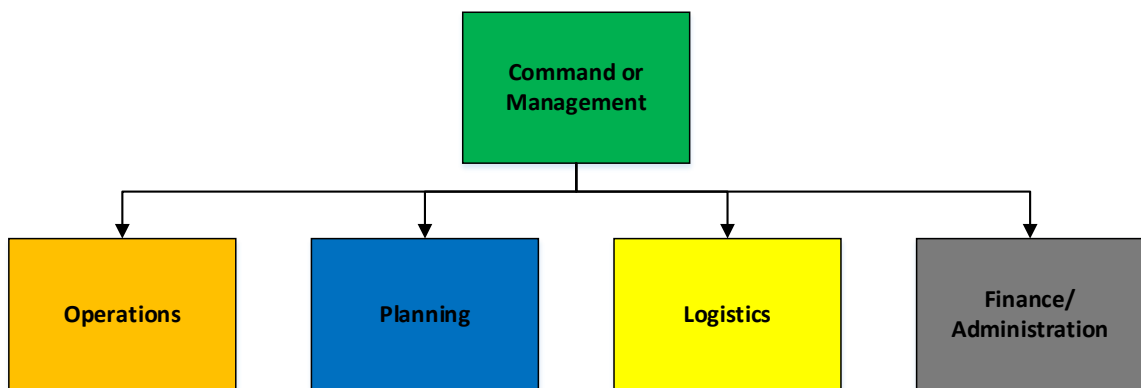 Command or
Management
Operations
Planning
Logistics
Finance/
Administration